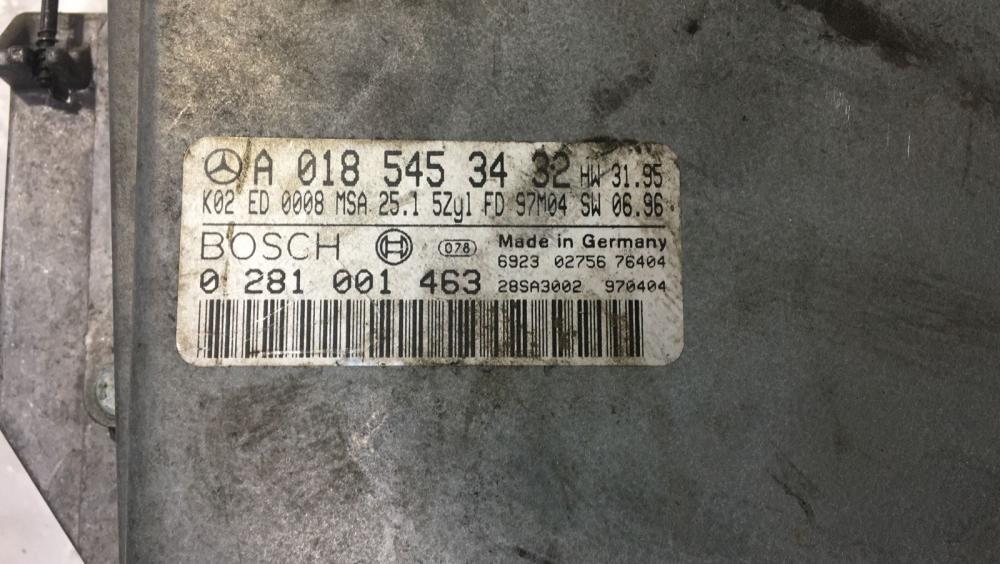 A 018 545 34 32 HW 31.95
K02 ED 0008 MSA 25.1 5Zyl FD 97M04 SW 06.96
BOSCH 078 Made in Germany
6923 02756 76404
0 281 001 463 28SA3002 970404